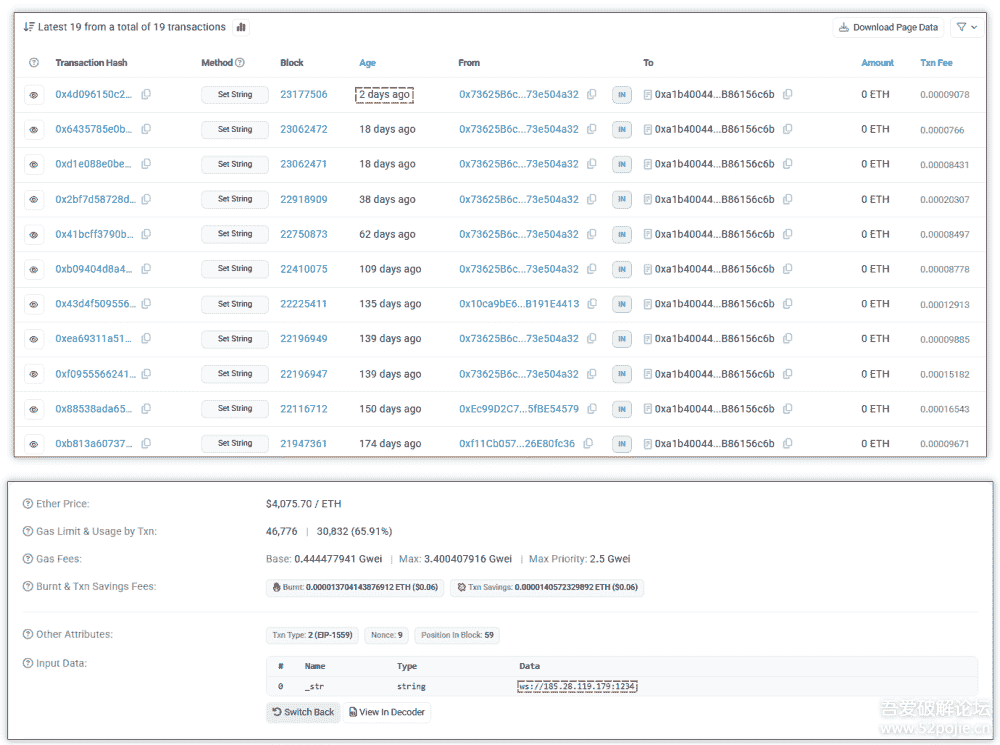 Latest 19 from a total of 19 transactions
Download Page Data
Transaction Hash Method Block Age From To Amount Txn Fee
0x4d096150c2... Set String 23177506 2 days ago 0x73625B6c...73e504a32 IN 0xa1b40044...B86156c6b 0 ETH 0.00009078
0x6435785e0b... Set String 23062472 18 days ago 0x73625B6c...73e504a32 IN 0xa1b40044...B86156c6b 0 ETH 0.0000766
0xd1e088e0be... Set String 23062471 18 days ago 0x73625B6c...73e504a32 IN 0xa1b40044...B86156c6b 0 ETH 0.00008431
0x2bf7d58728d... Set String 22918909 38 days ago 0x73625B6c...73e504a32 IN 0xa1b40044...B86156c6b 0 ETH 0.00020307
0x41bcff3790b... Set String 22750873 62 days ago 0x73625B6c...73e504a32 IN 0xa1b40044...B86156c6b 0 ETH 0.00008497
0xb09404d8a4... Set String 22410075 109 days ago 0x73625B6c...73e504a32 IN 0xa1b40044...B86156c6b 0 ETH 0.00008778
0x43d4f509556... Set String 22225411 135 days ago 0x10ca9bE6...B191E4413 IN 0xa1b40044...B86156c6b 0 ETH 0.00012913
0xea69311a51... Set String 22196949 139 days ago 0x73625B6c...73e504a32 IN 0xa1b40044...B86156c6b 0 ETH 0.00009885
0xf0955566241... Set String 22196947 139 days ago 0x73625B6c...73e504a32 IN 0xa1b40044...B86156c6b 0 ETH 0.00015182
0x88538ada65... Set String 22116712 150 days ago 0xEc99D2C7...5fBE54579 IN 0xa1b40044...B86156c6b 0 ETH 0.00016543
0xb813a60737... Set String 21947361 174 days ago 0xf11Cb057...26E80fc36 IN 0xa1b40044...B86156c6b 0 ETH 0.00009671
Ether Price: $4,075.70 / ETH
Gas Limit & Usage by Txn: 46,776 | 30,832 (65.91%)
Gas Fees: Base: 0.444477941 Gwei | Max: 3.400407916 Gwei | Max Priority: 2.5 Gwei
Burnt & Txn Savings Fees: Burnt: 0.000013704143876912 ETH ($0.06) Txn Savings: 0.0000140572329892 ETH ($0.06)
Other Attributes: Txn Type: 2 (EIP-1559) Nonce: 9 Position In Block: 59
Input Data:
# Name Type Data
0 _str string ws://185.28.119.179:1234
Switch Back View In Decoder
吾爱破解论坛
www.52pojie.cn